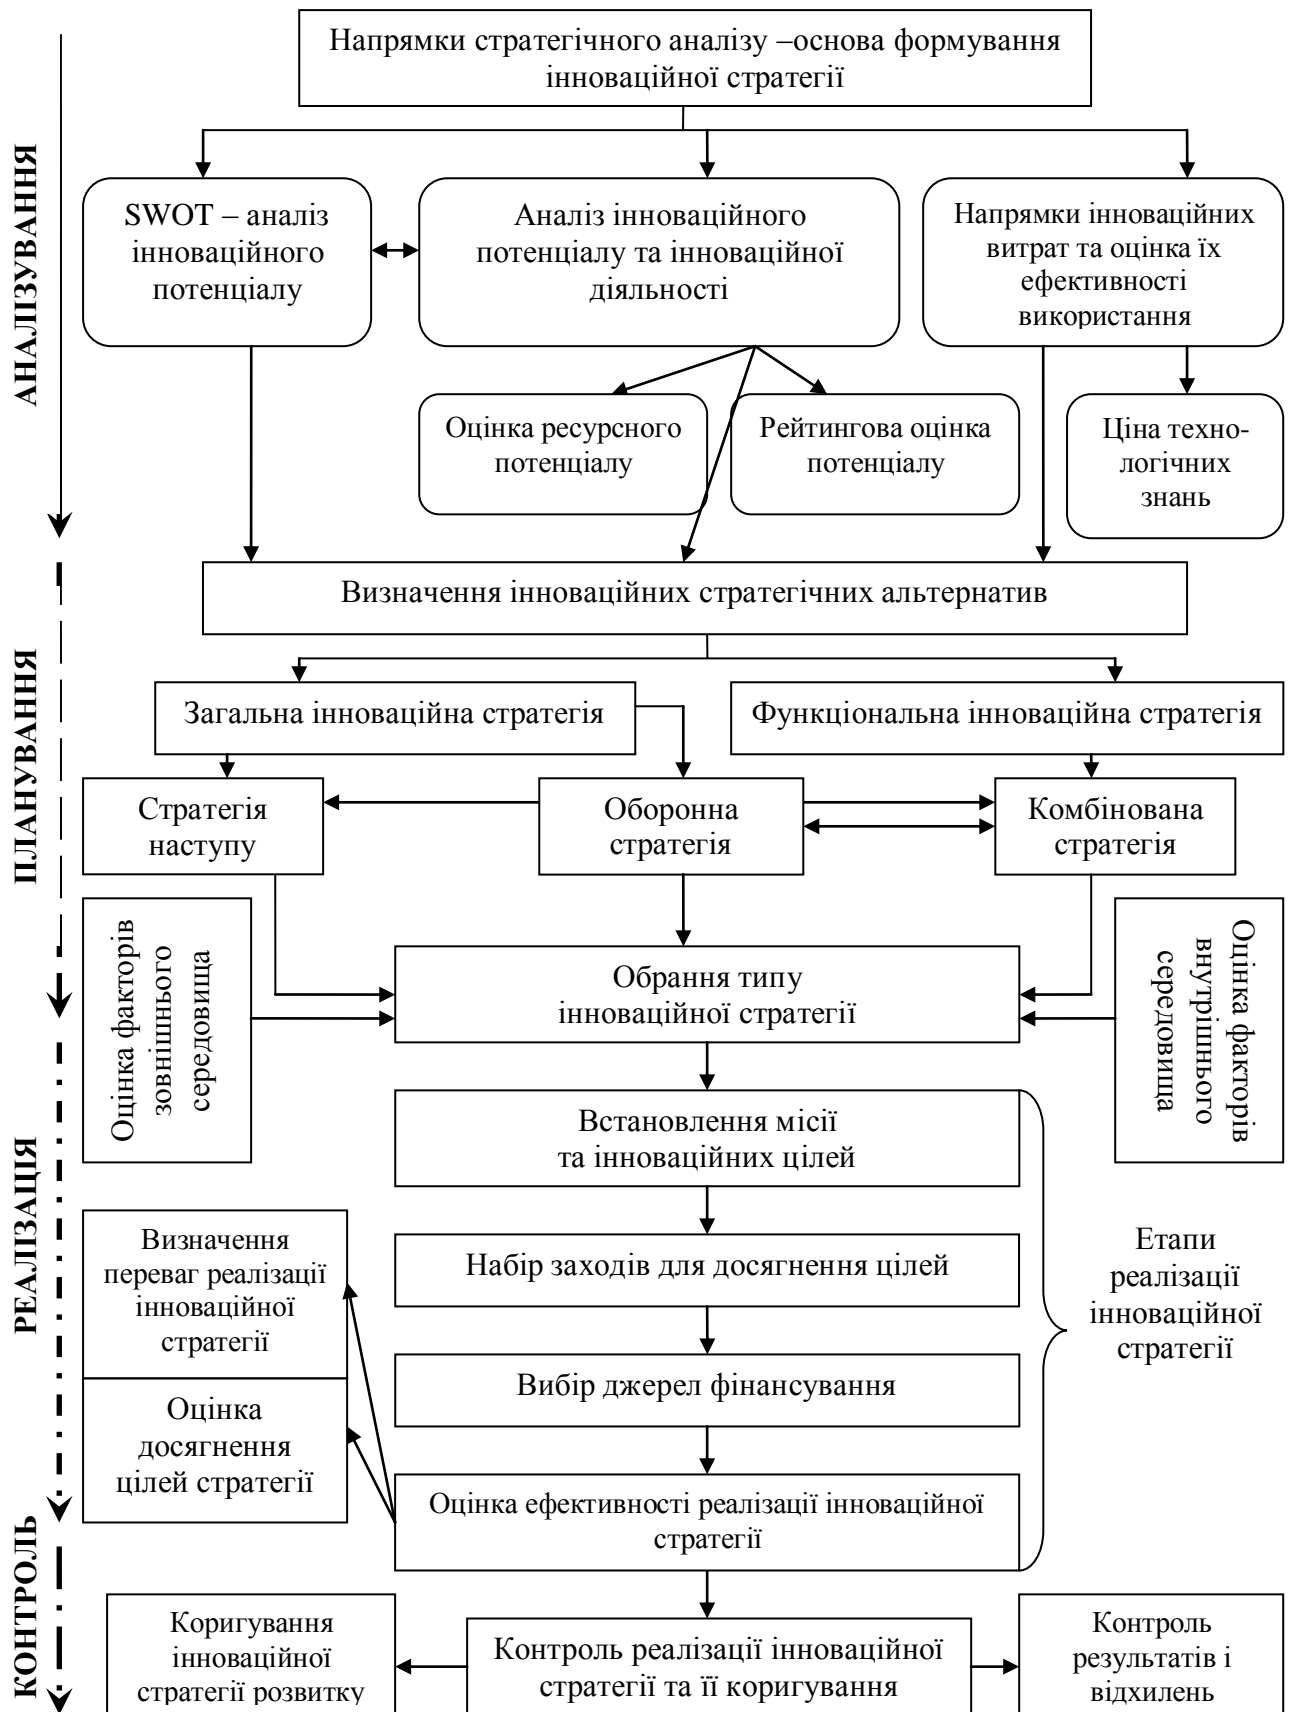 Напрямки стратегічного аналізу –основа формування
інноваційної стратегії
АНАЛІЗУВАННЯ
SWOT – аналіз
інноваційного
потенціалу
Аналіз інноваційного
потенціалу та інноваційної
діяльності
Напрямки інноваційних
витрат та оцінка їх
ефективності
використання
Оцінка ресурсного
потенціалу
Рейтингова оцінка
потенціалу
Ціна техно-
логічних
знань
Визначення інноваційних стратегічних альтернатив
ПЛАНУВАННЯ
Загальна інноваційна стратегія
Функціональна інноваційна стратегія
Стратегія
наступу
Оборонна
стратегія
Комбінована
стратегія
Оцінка факторів
зовнішнього
середовища
Обрання типу
інноваційної стратегії
Оцінка факторів
внутрішнього
середовища
РЕАЛІЗАЦІЯ
Встановлення місії
та інноваційних цілей
Визначення
переваг реалізації
інноваційної
стратегії
Набір заходів для досягнення цілей
Етапи
реалізації
інноваційної
стратегії
Вибір джерел фінансування
Оцінка
досягнення
цілей стратегії
Оцінка ефективності реалізації інноваційної
стратегії
КОНТРОЛЬ
Коригування
інноваційної
стратегії розвитку
Контроль реалізації інноваційної
стратегії та її коригування
Контроль
результатів і
відхилень